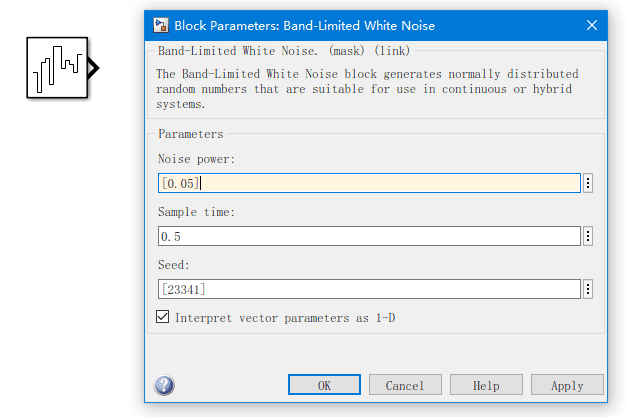 Block Parameters: Band-Limited White Noise
Band-Limited White Noise. (mask) (link)
The Band-Limited White Noise block generates normally distributed
random numbers that are suitable for use in continuous or hybrid
systems.
Parameters
Noise power:
[0.05]
Sample time:
0.5
Seed:
[23341]
Interpret vector parameters as 1-D
OK Cancel Help Apply